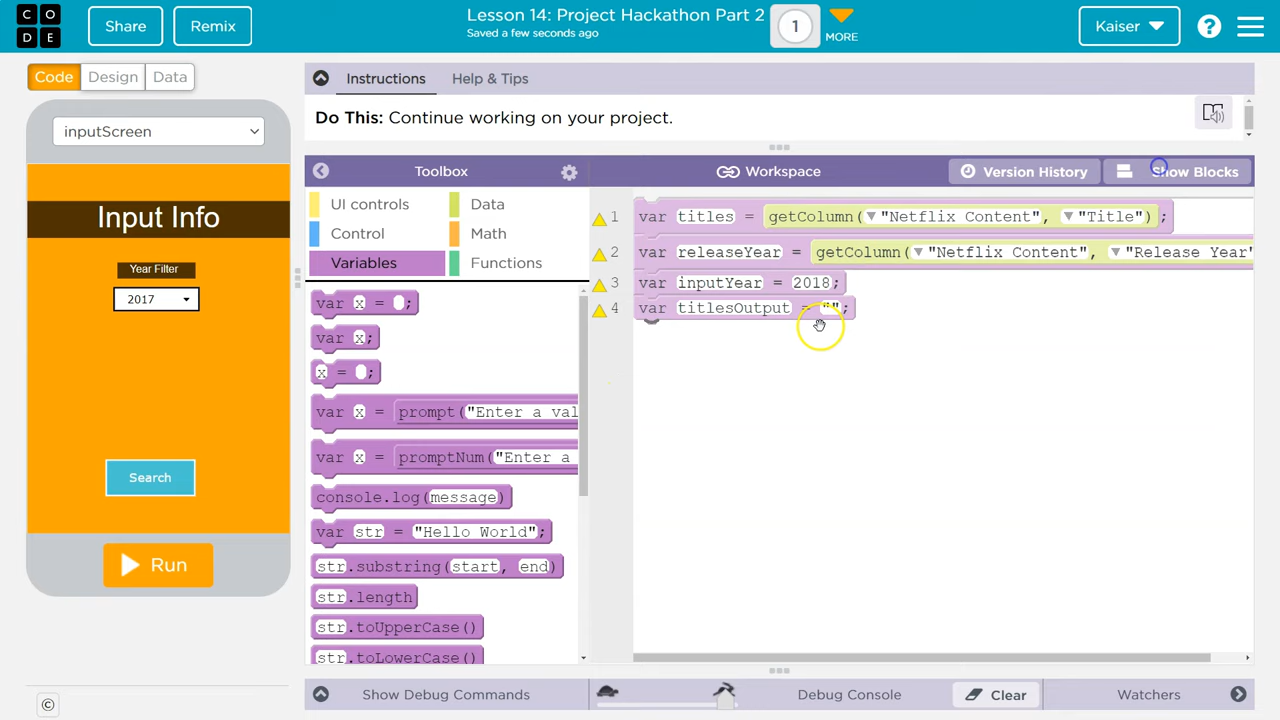 CO
DE
Share
Remix
Lesson 14: Project Hackathon Part 2
Saved a few seconds ago
1
MORE
Kaiser
?
Code
Design
Data
Instructions
Help & Tips
inputScreen
Do This: Continue working on your project.
Toolbox
Workspace
Version History
Show Blocks
UI controls
Data
Control
Math
Variables
Functions
var x = ;
var x;
x = ;
var x = prompt("Enter a val
var x = promptNum("Enter a
console.log(message)
var str = "Hello World";
str.substring(start, end)
str.length
str.toUpperCase()
str.toLowerCase()
1 var titles = getColumn("Netflix Content", "Title");
2 var releaseYear = getColumn("Netflix Content", "Release Year"
3 var inputYear = 2018;
4 var titlesOutput = "";
Input Info
Year Filter
2017
Search
Run
©
Show Debug Commands
Debug Console
Clear
Watchers